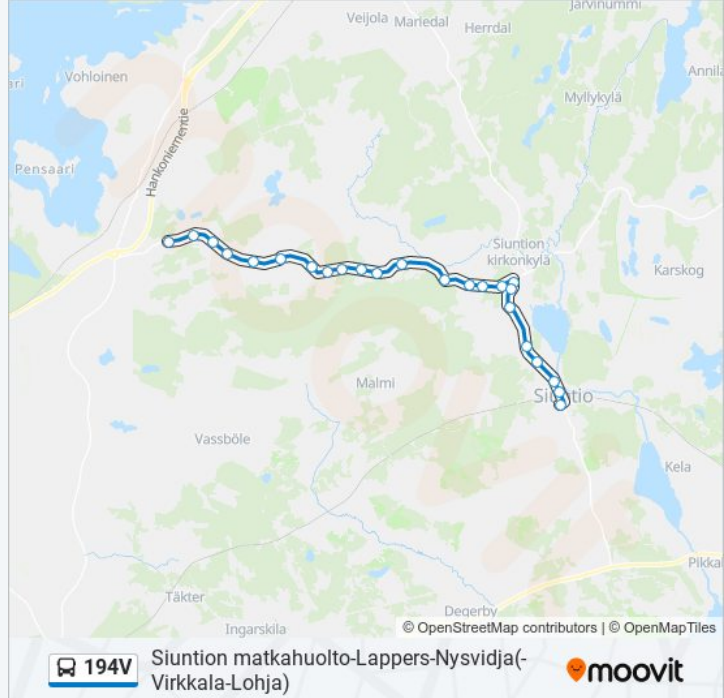 Järvinummi
Veijola
Mariedal
Herrdal
Annila
Vohloinen
Myllykylä
Hankoniementie
Pensaari
Siuntion
kirkonkylä
Karskog
Malmi
Siuntio
Vassböle
Kela
Pikka
Täkter
Degerby
Ingarskila
© OpenStreetMap contributors | © OpenMapTiles
194V
Siuntion matkahuolto-Lappers-Nysvidja(-
Virkkala-Lohja)
moovit